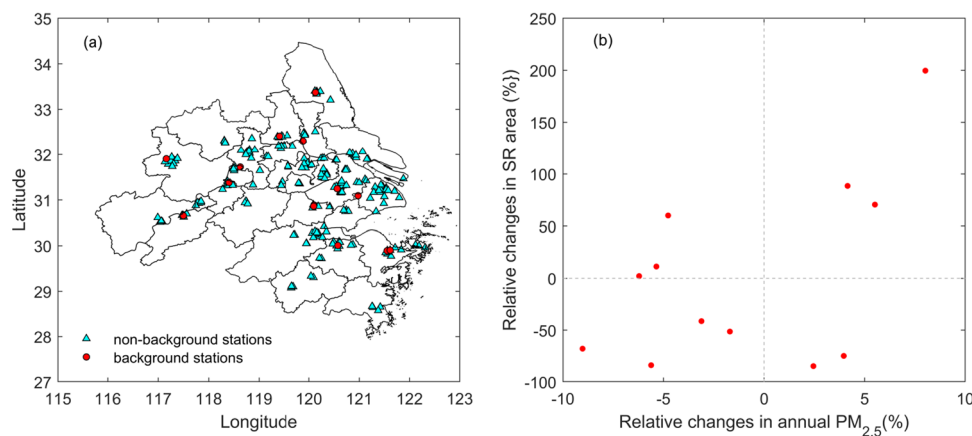 (a)
35
34
33
32
31
30
29
28
27
Latitude
non-background stations
background stations
115 116 117 118 119 120 121 122 123
Longitude
(b)
250
200
150
100
50
0
-50
-100
Relative changes in SR area (%})
-10 -5 0 5 10
Relative changes in annual PM2.5(%)